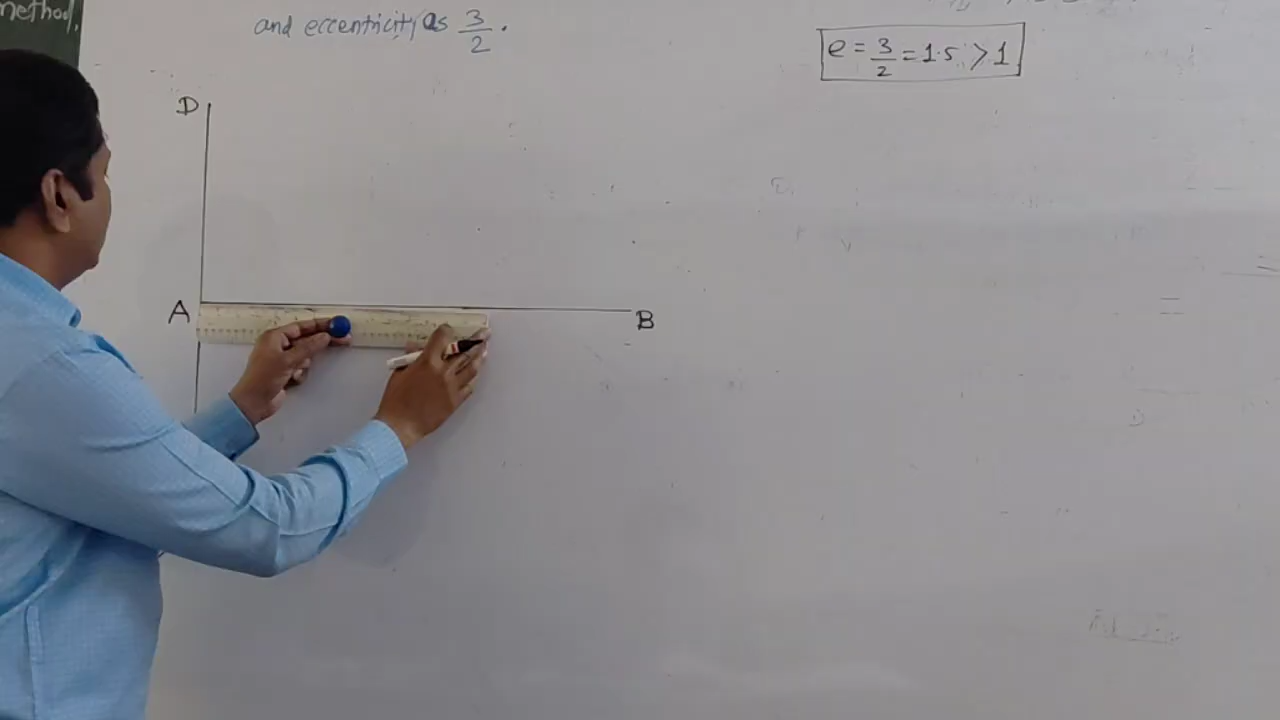 method.
and eccentricity as 3/2.
e = 3/2 = 1.5 > 1
D
A
B